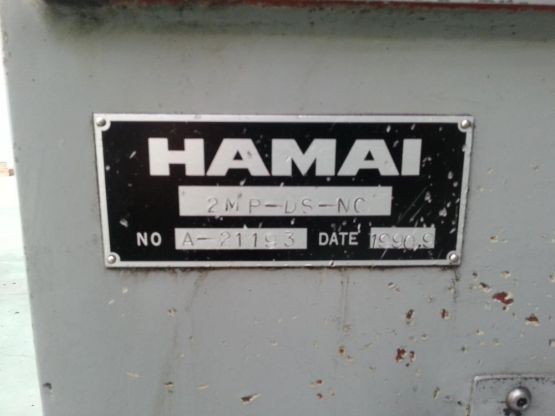 HAMAI
2MP-DS-NC
NO A-21193 DATE 1990.9